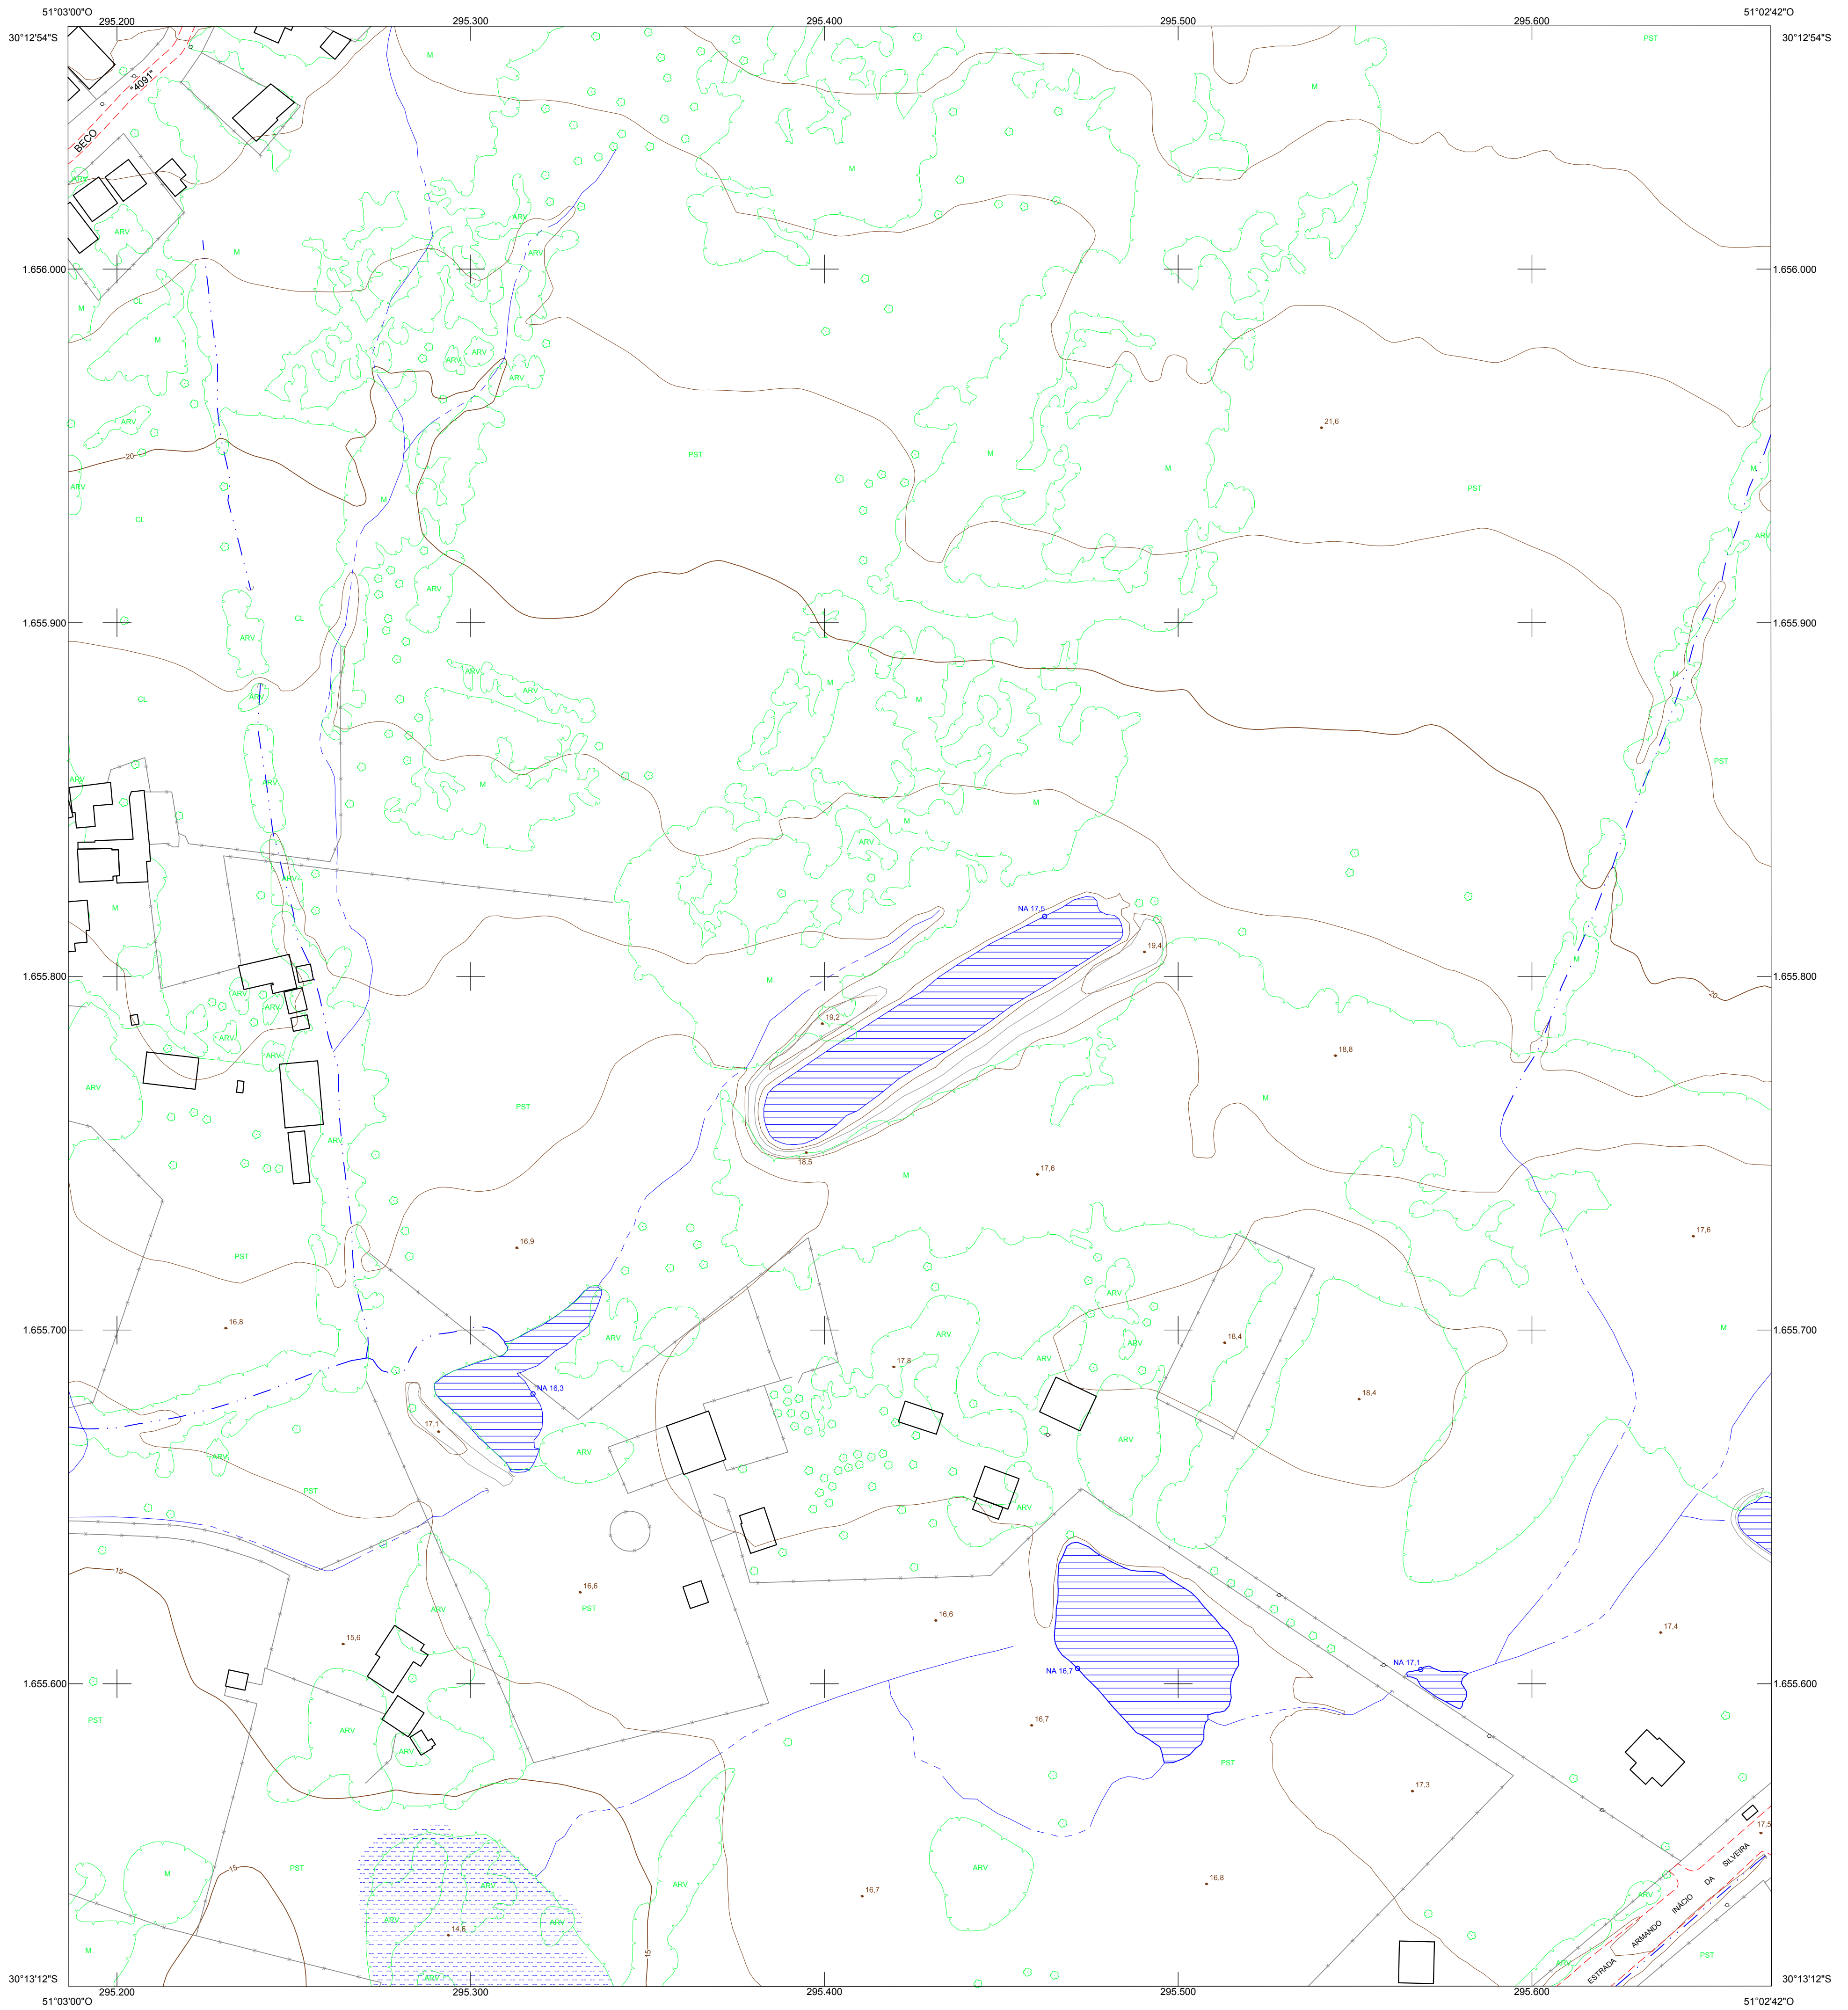 51°03'00"O
295.200
295.300
295.400
295.500
295.600
51°02'42"O
30°12'54"S
30°12'54"S
PST
M
M
M
"4091"
BECO
ARV
ARV
ARV
ARV
M
1.656.000
1.656.000
CL
M
M
ARV
ARV
ARV
ARV
21,6
20
PST
M
M
M
ARV
M
CL
PST
ARV
ARV
1.655.900
CL
1.655.900
ARV
ARV
ARV
ARV
CL
M
M
M
PST
ARV
ARV
M
M
M
ARV
ARV
M
NA 17,5
19,4
M
1.655.800
M
1.655.800
20
ARV
ARV
19,2
ARV
ARV
18,8
ARV
M
PST
ARV
18,5
17,6
M
PST
16,9
17,6
ARV
16,8
1.655.700
ARV
ARV
ARV
18,4
M
1.655.700
17,8
ARV
NA 16,3
18,4
17,1
PST
ARV
ARV
ARV
PST
ARV
15
16,6
PST
ARV
16,6
17,4
15,6
NA 16,7
NA 17,1
1.655.600
1.655.600
PST
ARV
ARV
16,7
PST
17,3
17,5
SILVEIRA
DA
INÁCIO
ARMANDO
ESTRADA
15
PST
M
ARV
ARV
ARV
16,7
16,8
ARV
ARV
ARV
14,6
M
15
PST
ARV
ARV
30°13'12"S
30°13'12"S
51°03'00"O
295.200
295.300
295.400
295.500
295.600
51°02'42"O